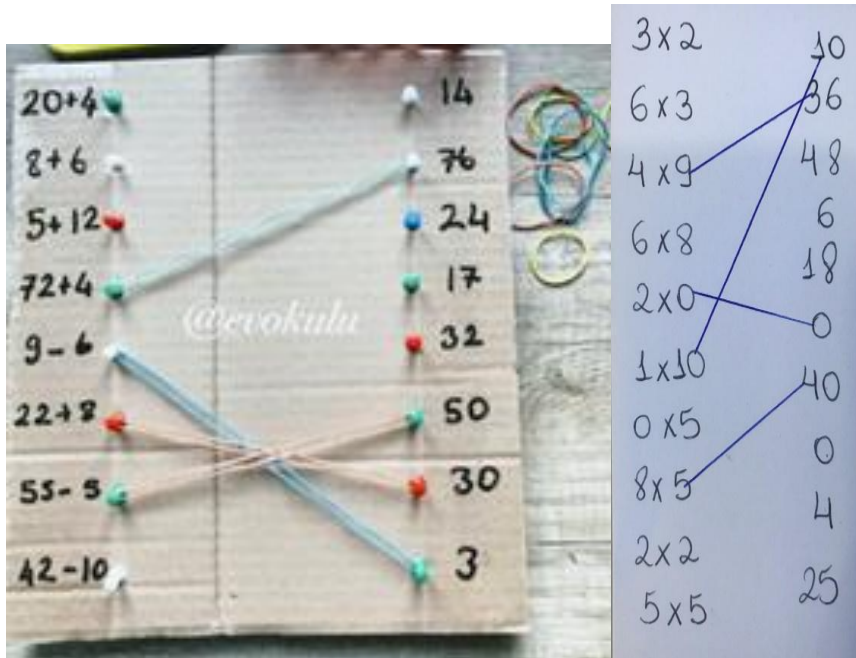 20+4 14
8+6 76
5+12 24
72+4 17
@evokulu
9-6 32
22+8 50
55-5 30
42-10 3
3x2 10
6x3 36
4x9 48
6x8 6
2x0 18
1x10 0
0x5 40
8x5 0
2x2 4
5x5 25